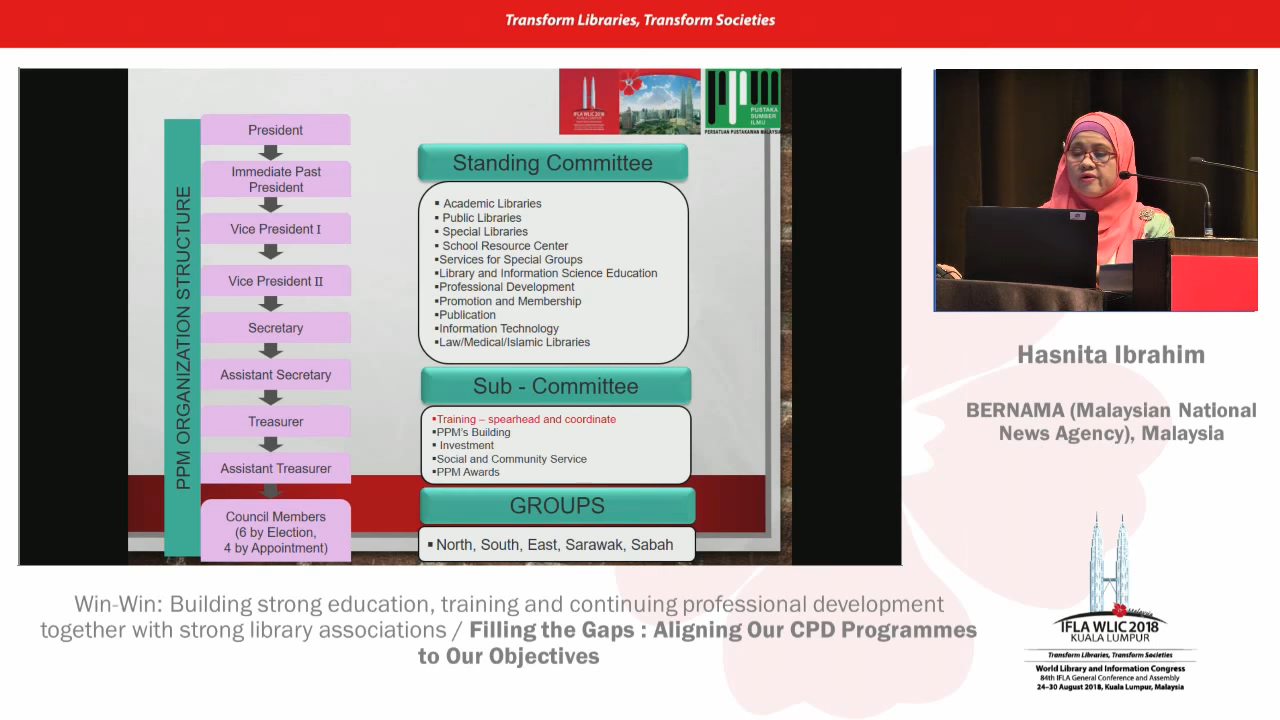 Transform Libraries, Transform Societies
IFLA WLIC 2018
KUALA LUMPUR
PUSTAKA
SUMBER
ILMU
PERSATUAN PUSTAKAWAN MALAYSIA
PPM ORGANIZATION STRUCTURE
President
Immediate Past
President
Vice President I
Vice President II
Secretary
Assistant Secretary
Treasurer
Assistant Treasurer
Council Members
(6 by Election,
4 by Appointment)
Standing Committee
▪ Academic Libraries
▪ Public Libraries
▪ Special Libraries
▪ School Resource Center
▪Services for Special Groups
▪Library and Information Science Education
▪Professional Development
▪Promotion and Membership
▪Publication
▪Information Technology
▪Law/Medical/Islamic Libraries
Sub - Committee
▪Training – spearhead and coordinate
▪PPM's Building
▪ Investment
▪Social and Community Service
▪PPM Awards
GROUPS
▪ North, South, East, Sarawak, Sabah
Hasnita Ibrahim
BERNAMA (Malaysian National
News Agency), Malaysia
Win-Win: Building strong education, training and continuing professional development
together with strong library associations / Filling the Gaps : Aligning Our CPD Programmes
to Our Objectives
Malaysia
IFLA WLIC 2018
KUALA LUMPUR
Transform Libraries, Transform Societies
World Library and Information Congress
84th IFLA General Conference and Assembly
24–30 August 2018, Kuala Lumpur, Malaysia